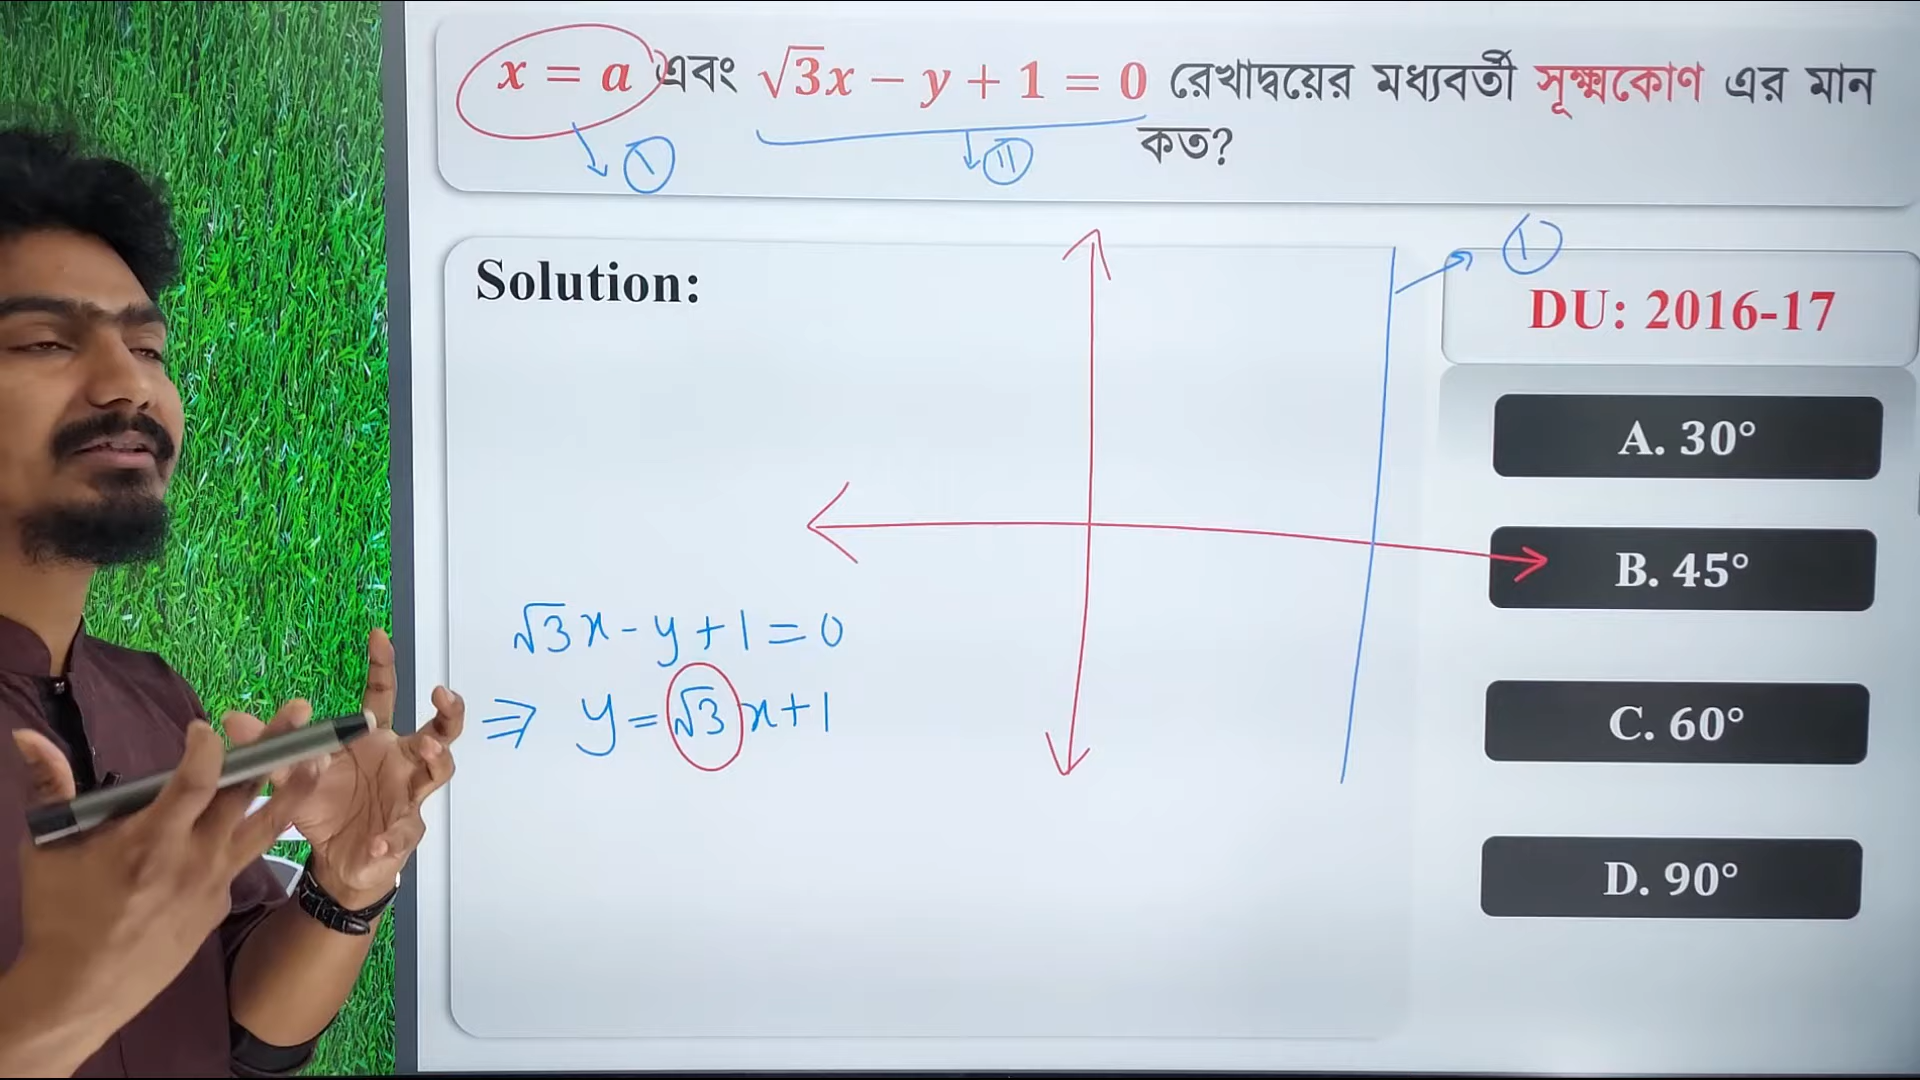 x = a এবং √3x − y + 1 = 0 রেখাদ্বয়ের মধ্যবর্তী সূক্ষ্মকোণ এর মান
কত?
I
II
I
Solution:
DU: 2016-17
A. 30°
B. 45°
C. 60°
D. 90°
√3x - y + 1 = 0
⇒ y = √3x + 1